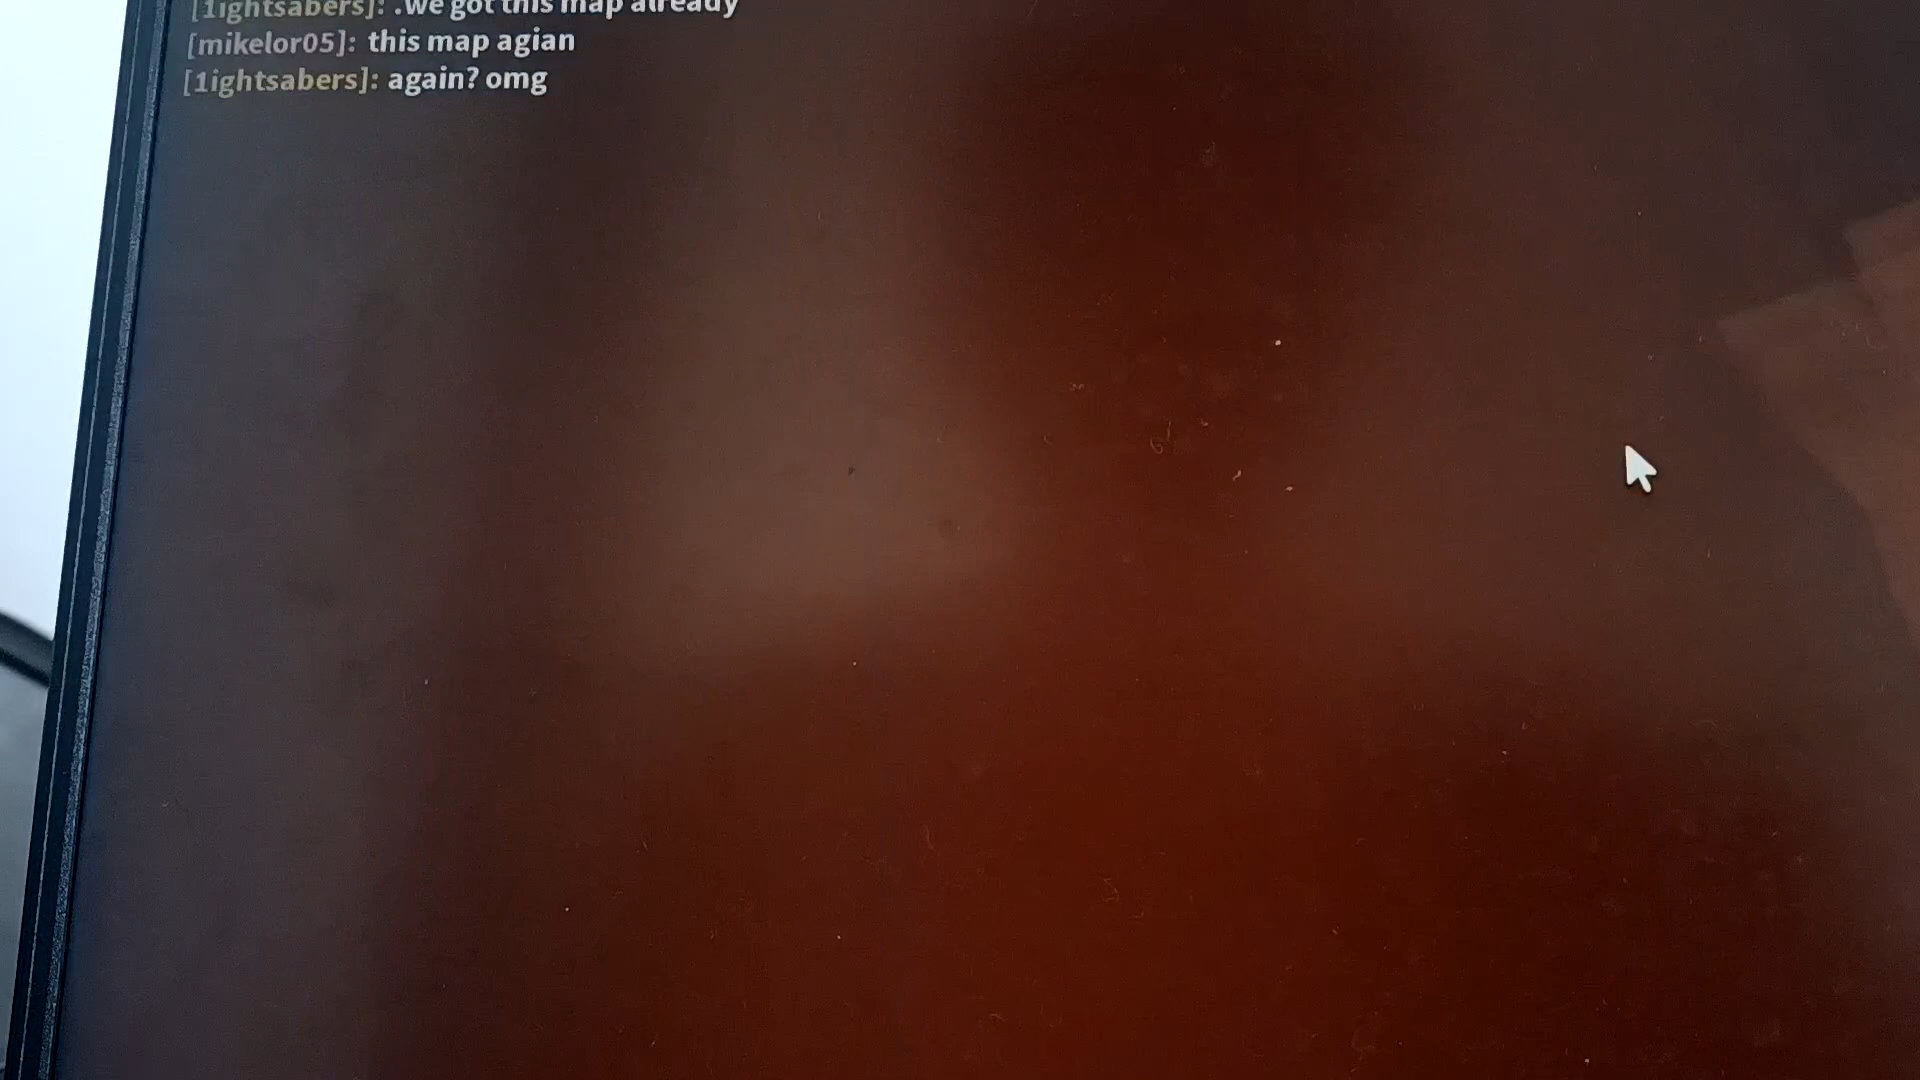 [1ightsabers]: .we got this map already
[mikelor05]: this map agian
[1ightsabers]: again? omg